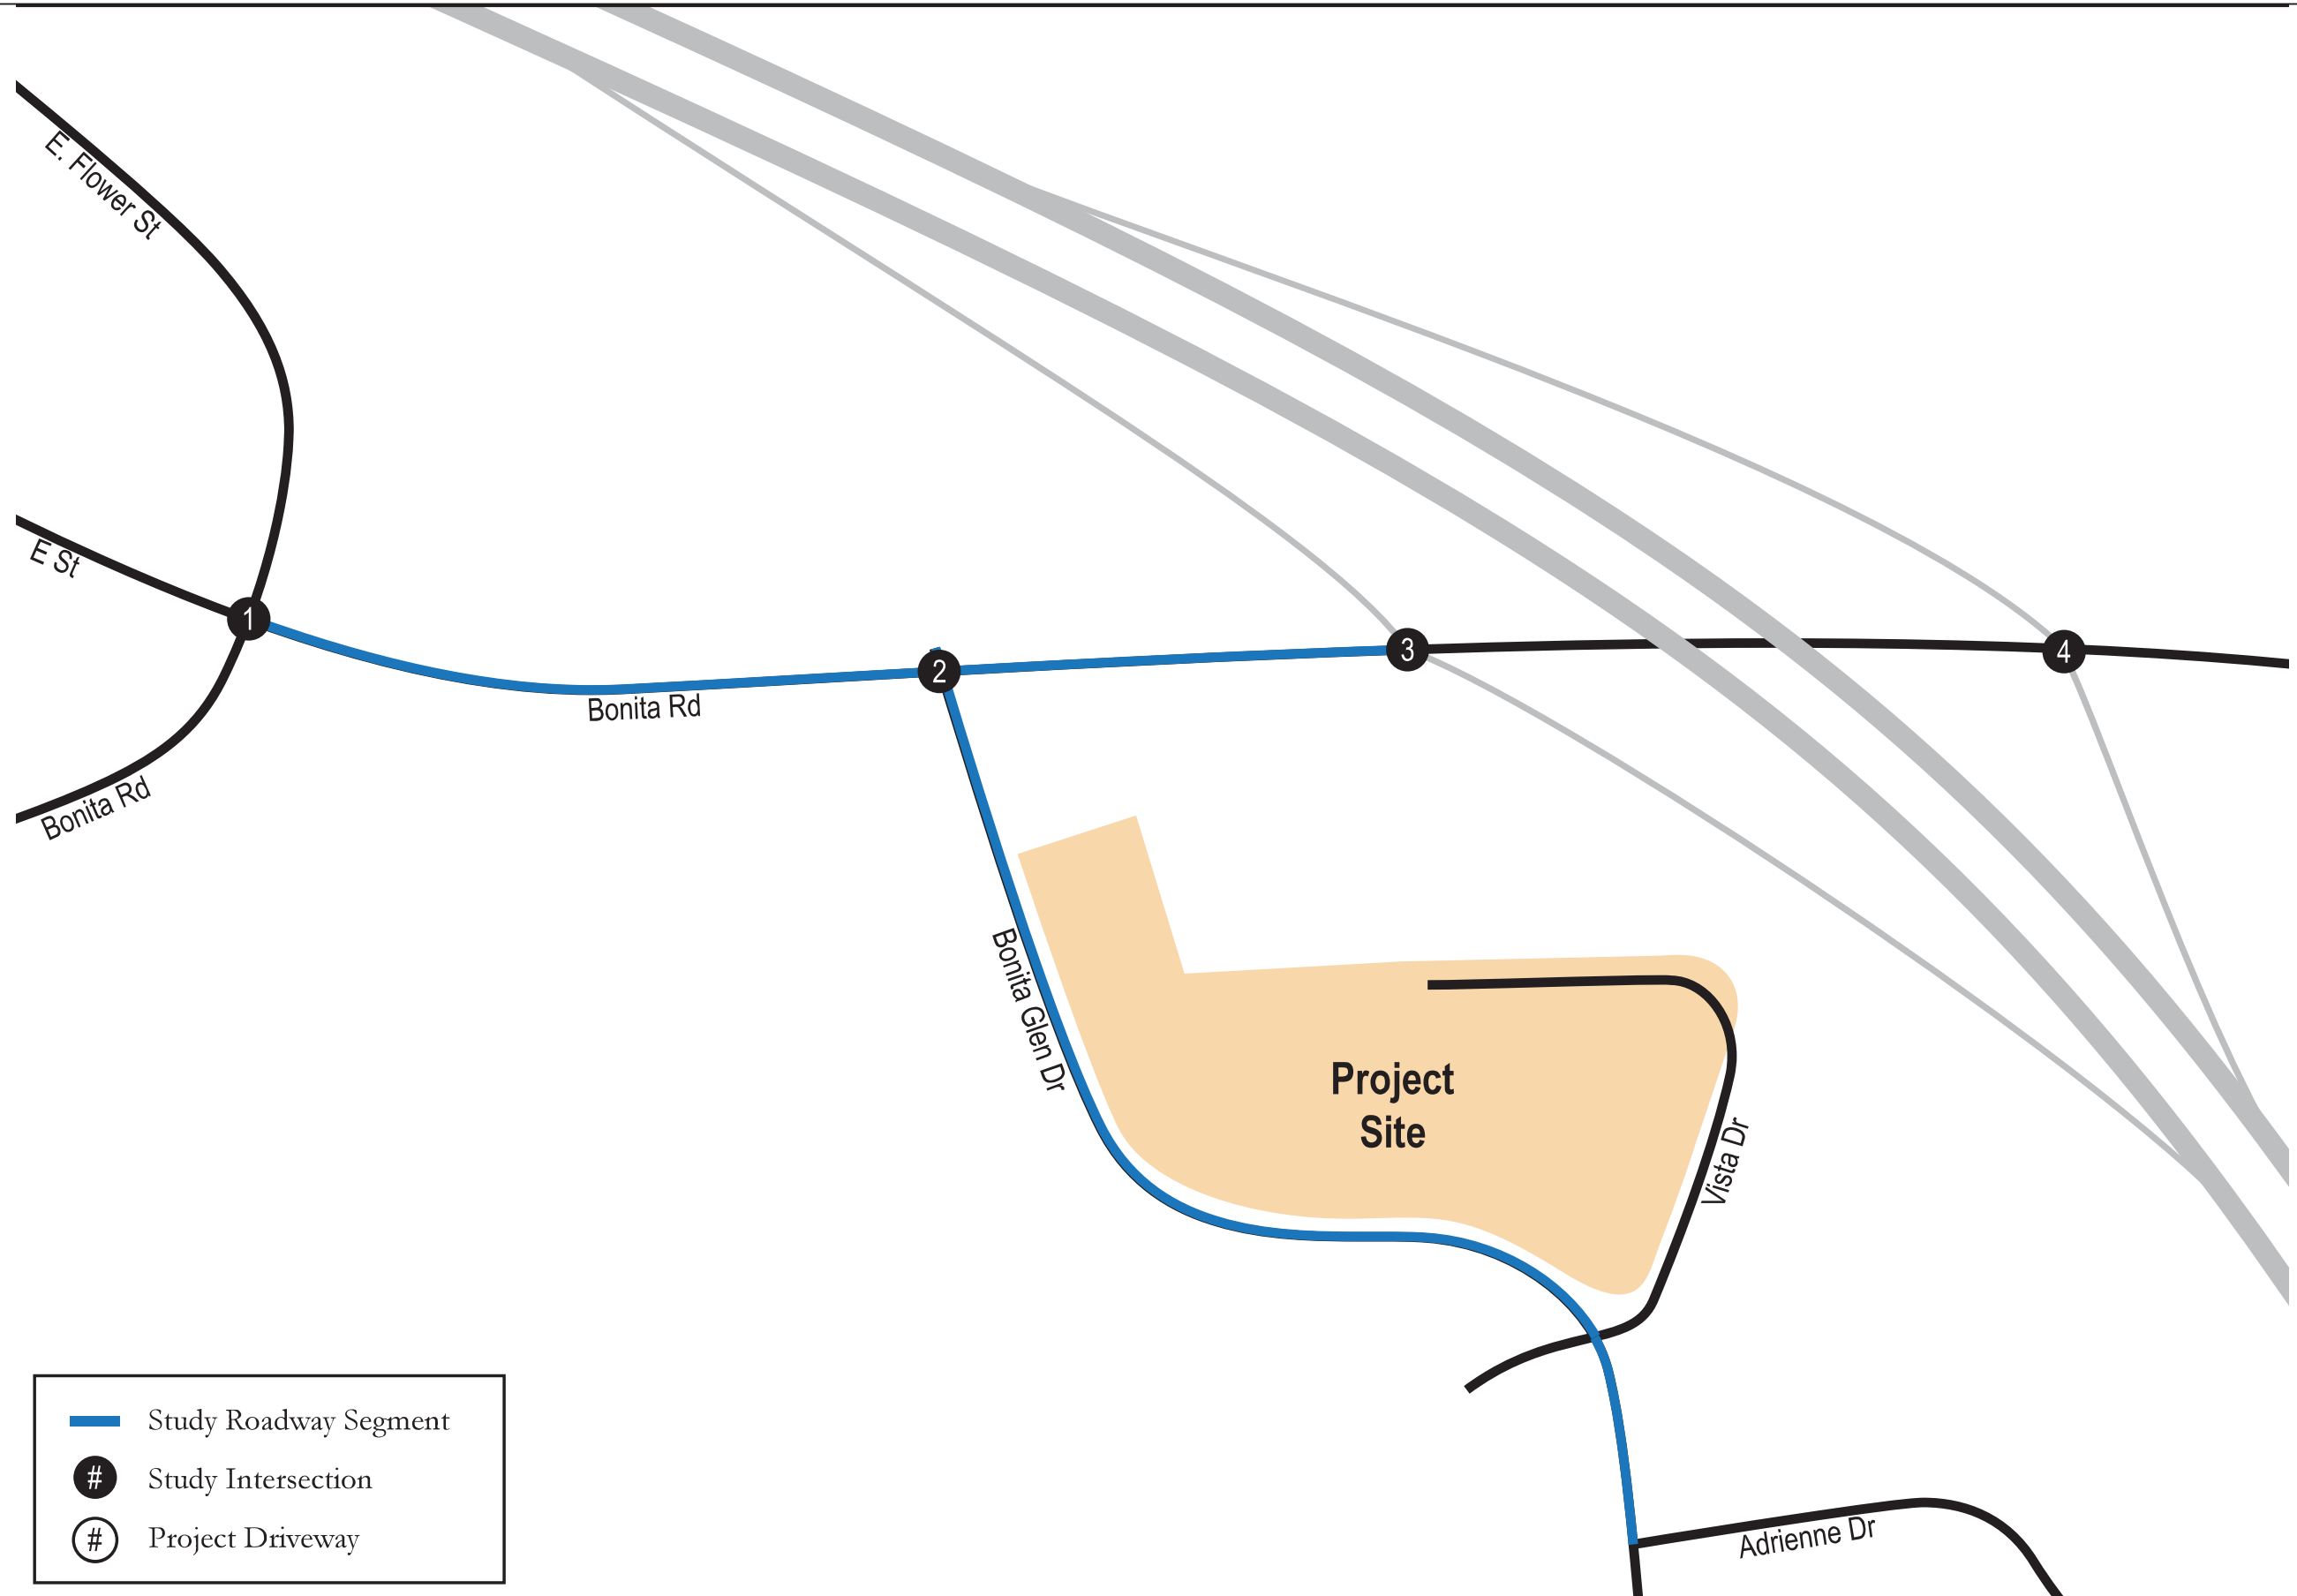 E. Flower St
E St
1
2
3
4
Bonita Rd
Bonita Rd
Bonita Glen Dr
Project
Site
Vista Dr
# Study Roadway Segment
# Study Intersection
# Project Driveway
Adrienne Dr